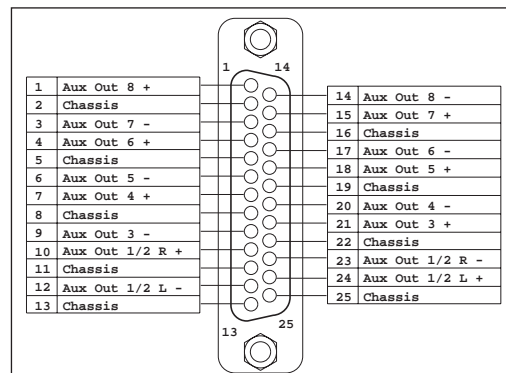 1 14
1 Aux Out 8 +
2 Chassis
3 Aux Out 7 -
4 Aux Out 6 +
5 Chassis
6 Aux Out 5 -
7 Aux Out 4 +
8 Chassis
9 Aux Out 3 -
10 Aux Out 1/2 R +
11 Chassis
12 Aux Out 1/2 L -
13 Chassis
14 Aux Out 8 -
15 Aux Out 7 +
16 Chassis
17 Aux Out 6 -
18 Aux Out 5 +
19 Chassis
20 Aux Out 4 -
21 Aux Out 3 +
22 Chassis
23 Aux Out 1/2 R -
24 Aux Out 1/2 L +
25 Chassis
13 25